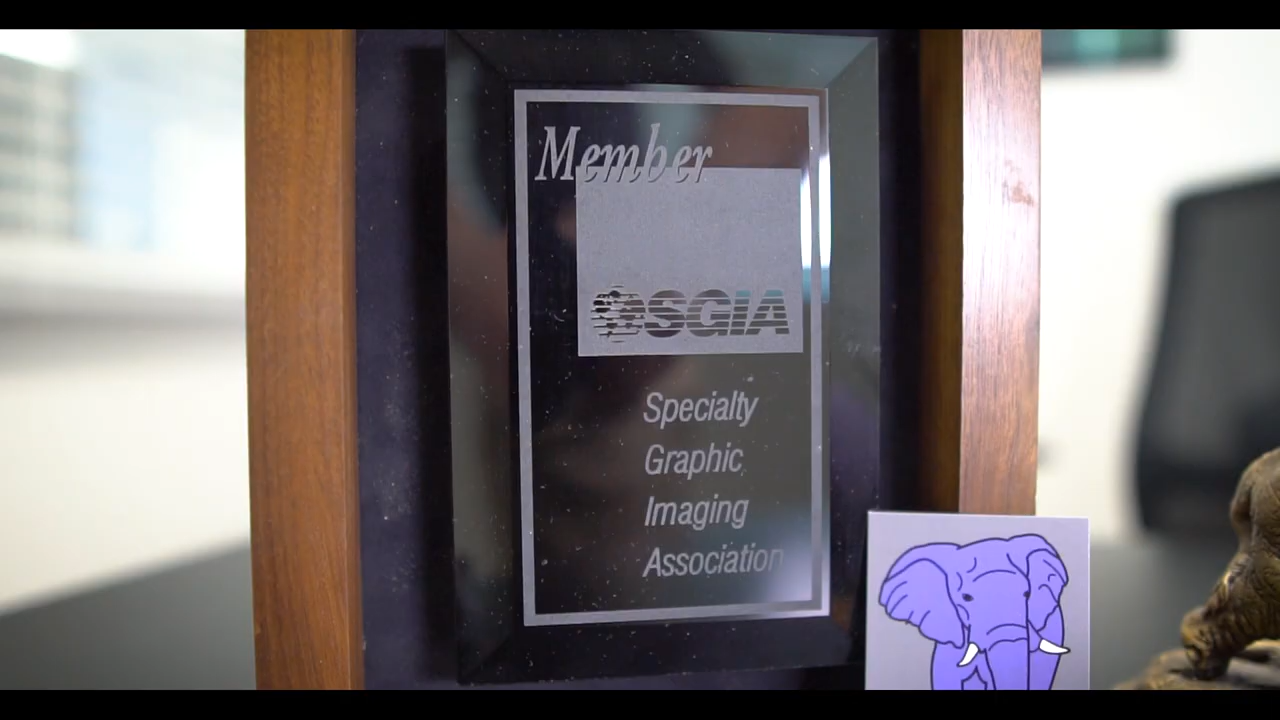 Member
SGIA
Specialty
Graphic
Imaging
Association